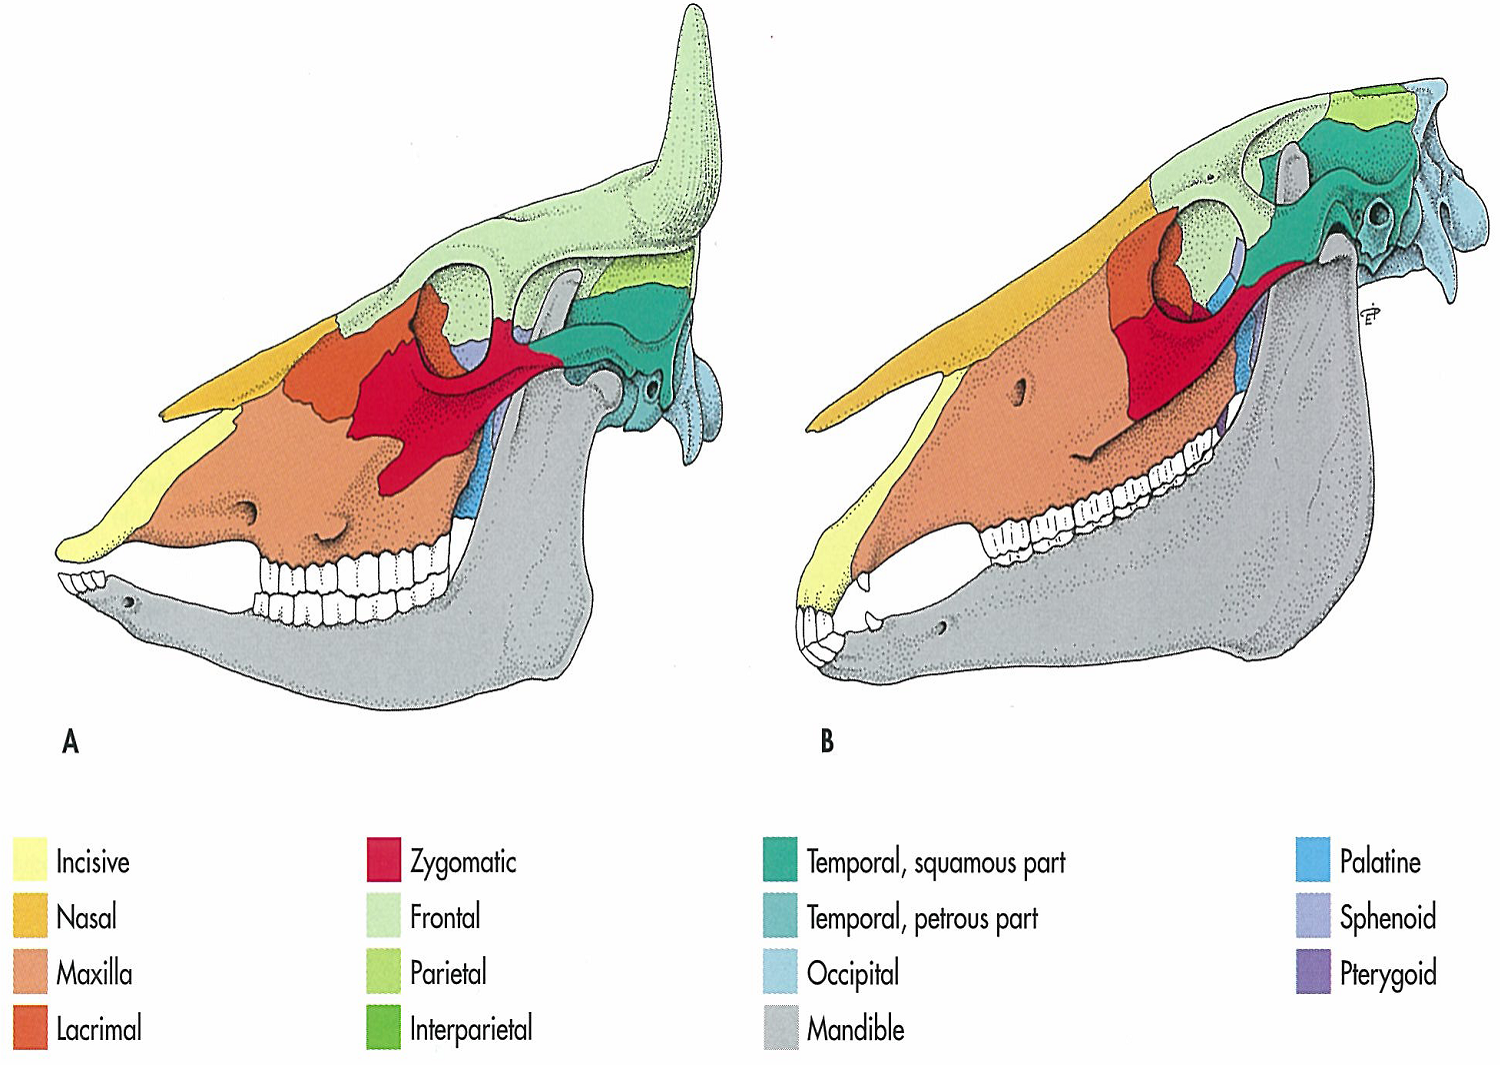 A
B
Incisive
Nasal
Maxilla
Lacrimal
Zygomatic
Frontal
Parietal
Interparietal
Temporal, squamous part
Temporal, petrous part
Occipital
Mandible
Palatine
Sphenoid
Pterygoid